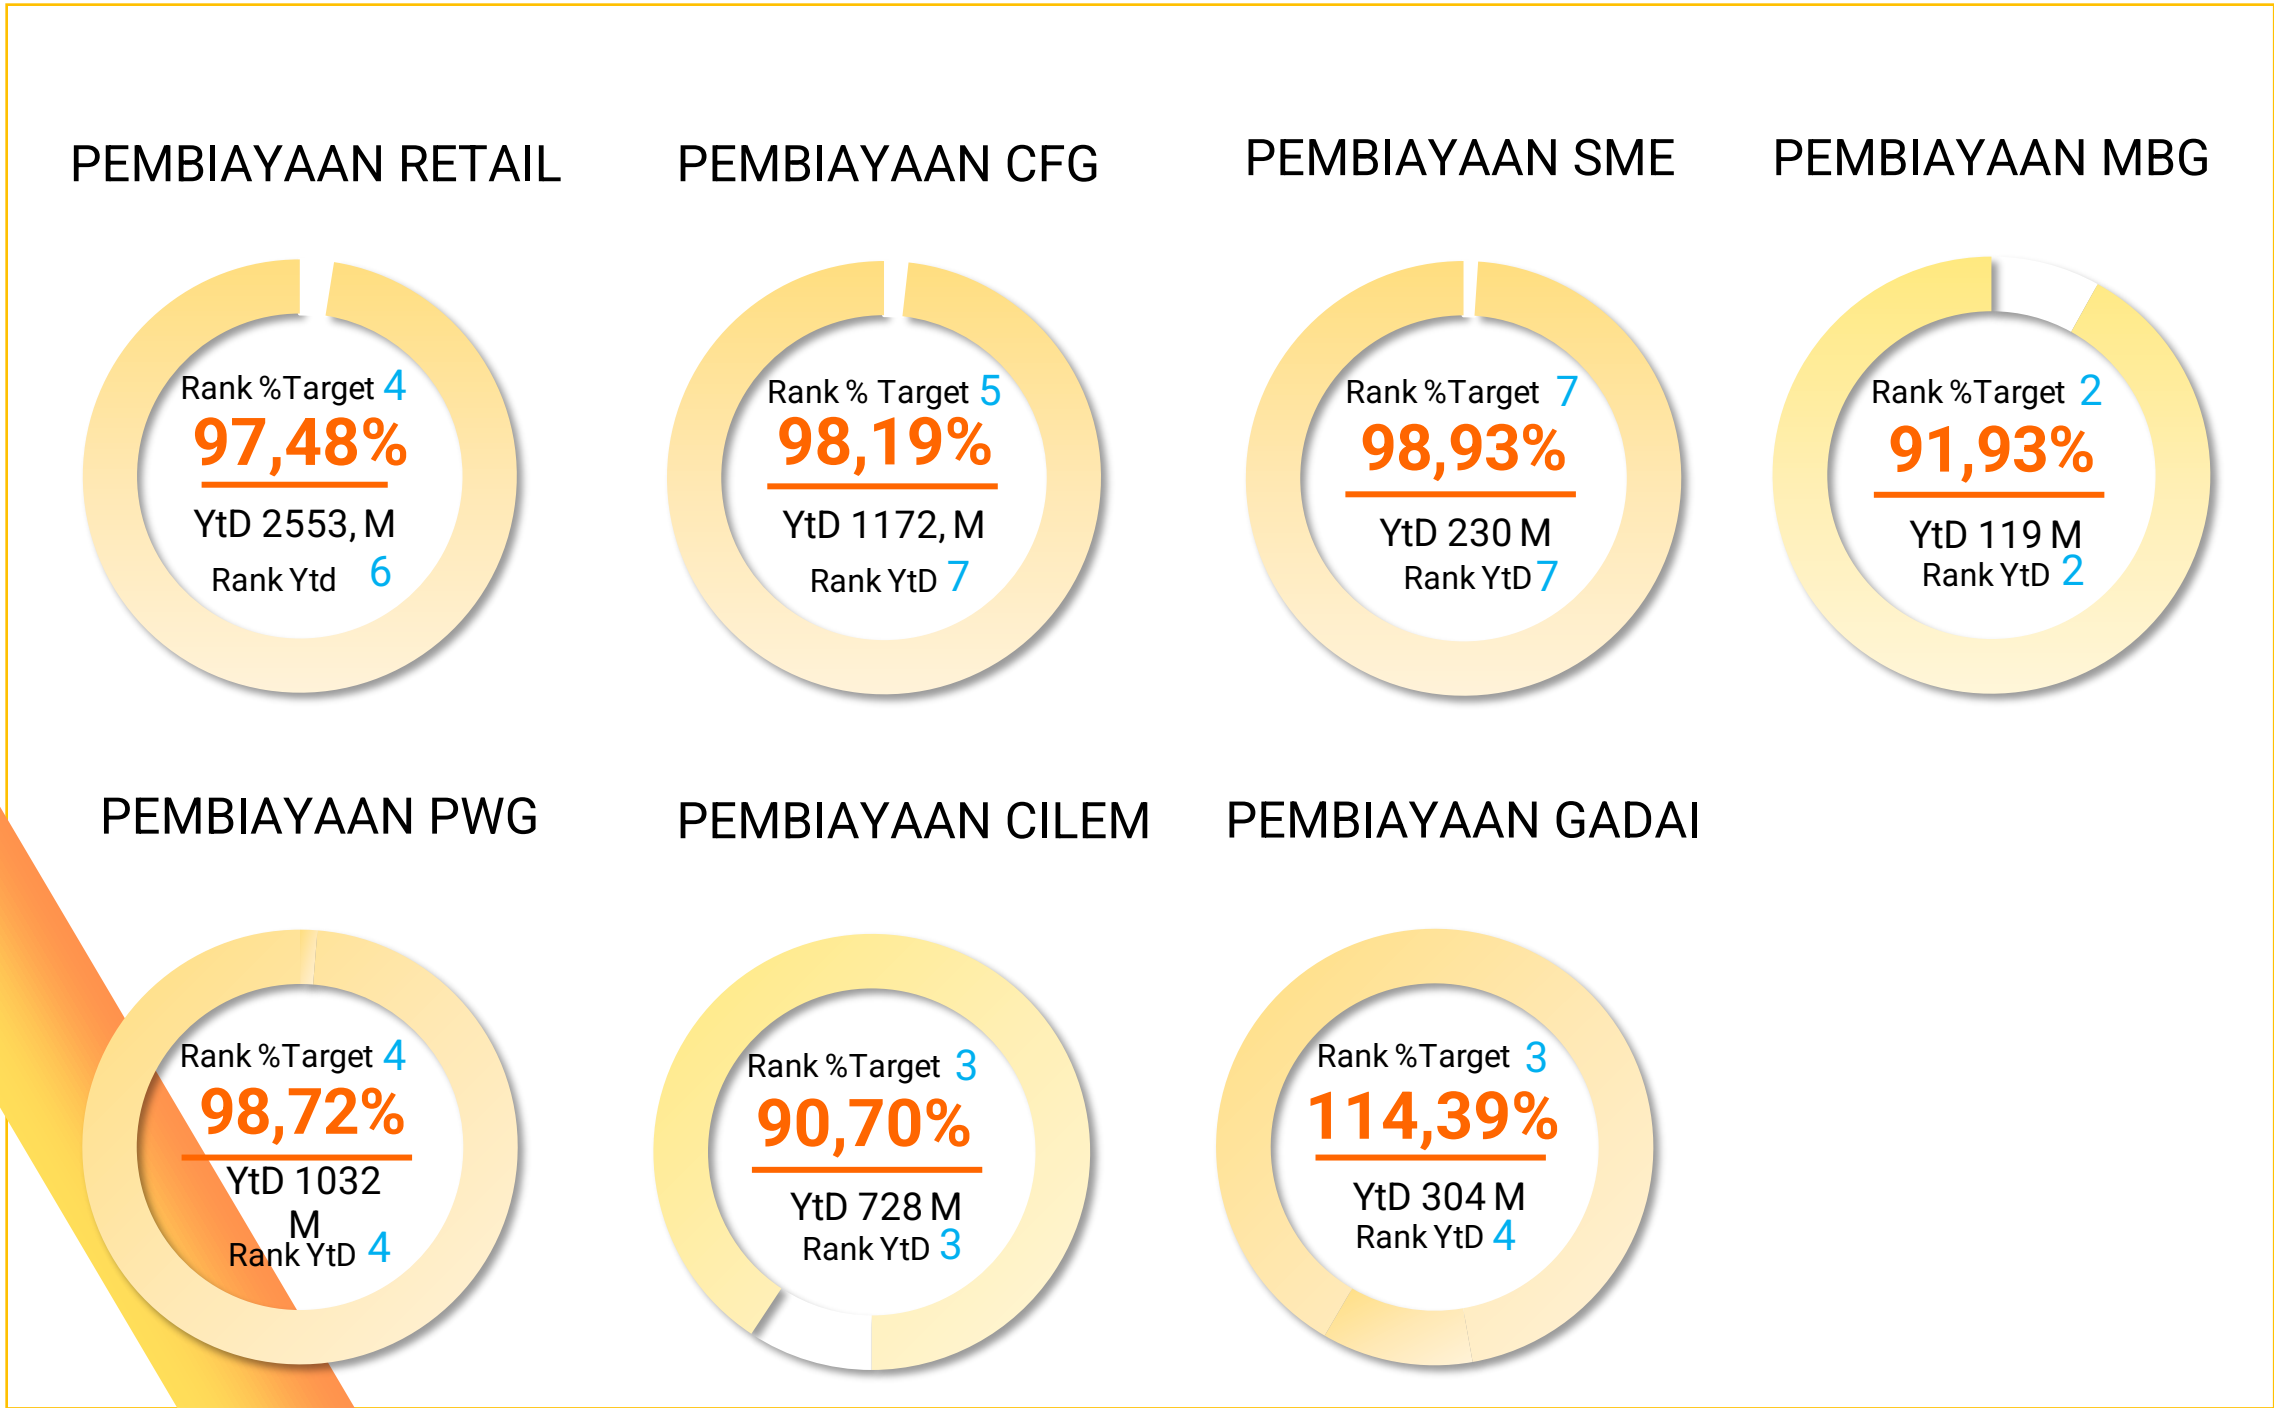 PEMBIAYAAN RETAIL
Rank %Target 4
97,48%
YtD 2553, M
Rank Ytd 6
PEMBIAYAAN CFG
Rank % Target 5
98,19%
YtD 1172, M
Rank YtD 7
PEMBIAYAAN SME
Rank %Target 7
98,93%
YtD 230 M
Rank YtD 7
PEMBIAYAAN MBG
Rank %Target 2
91,93%
YtD 119 M
Rank YtD 2
PEMBIAYAAN PWG
Rank %Target 4
98,72%
YtD 1032
M
Rank YtD 4
PEMBIAYAAN CILEM
Rank %Target 3
90,70%
YtD 728 M
Rank YtD 3
PEMBIAYAAN GADAI
Rank %Target 3
114,39%
YtD 304 M
Rank YtD 4